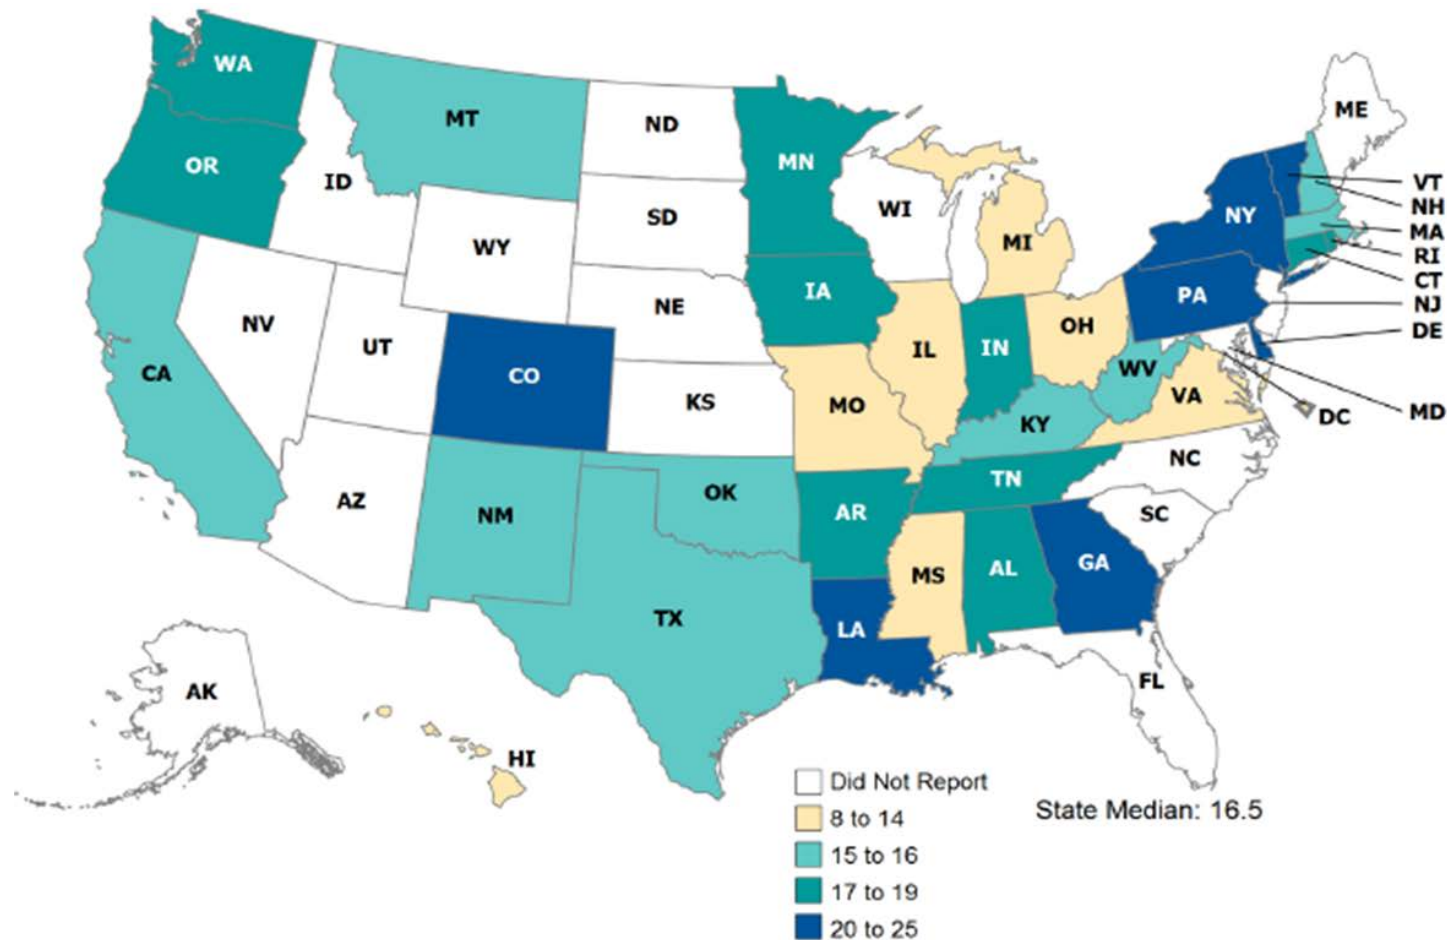 WA
MT
ND
ME
OR
MN
ID
VT
WI
NH
SD
NY
MA
WY
MI
RI
CT
IA
PA
NJ
NE
NV
OH
DE
UT
IL
IN
CA
CO
WV
VA
KS
MO
MD
DC
KY
NC
TN
OK
AZ
NM
AR
SC
GA
AL
MS
TX
LA
FL
AK
HI
Did Not Report
State Median: 16.5
8 to 14
15 to 16
17 to 19
20 to 25